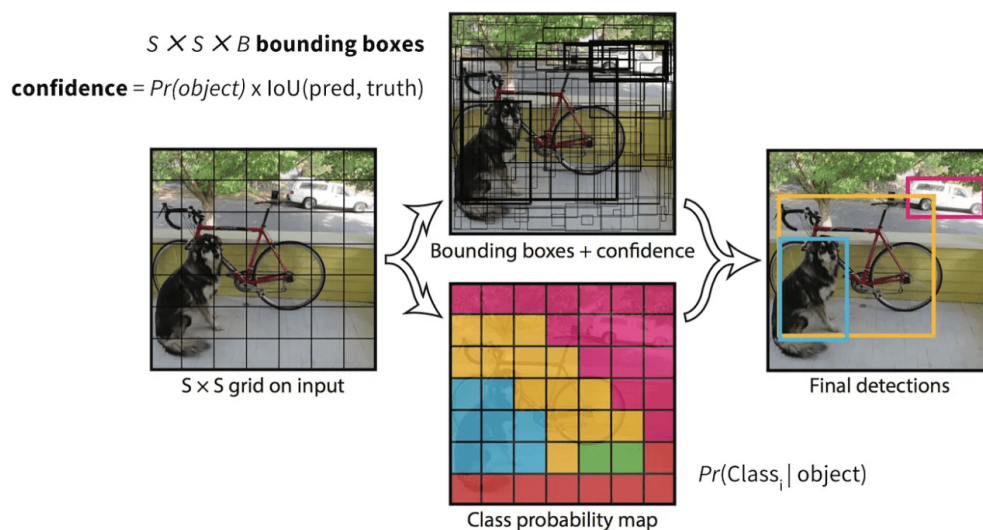 S × S × B bounding boxes
confidence = Pr(object) x IoU(pred, truth)
S × S grid on input
Bounding boxes + confidence
Class probability map
Pr(Classᵢ | object)
Final detections